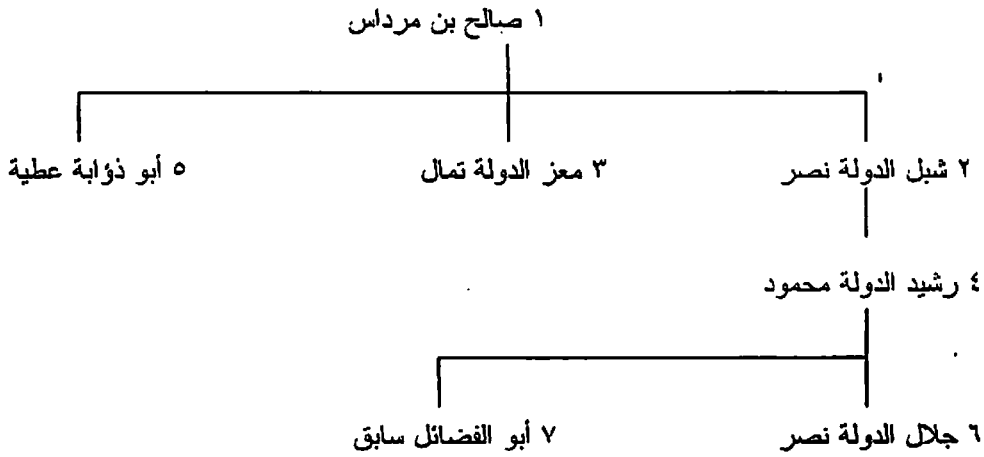 ١ صالح بن مرداس
٢ شبل الدولة نصر
٣ معز الدولة تمال
٥ أبو ذؤابة عطية
٤ رشيد الدولة محمود
٦ جلال الدولة نصر
٧ أبو الفضائل سابق